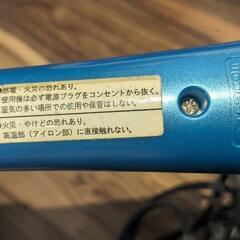 ●感電・火災の恐れあり。
使用後は必ず電源プラグをコンセントから抜く。
湿気の多い場所での使用や保管はしない。
●火災・やけどの恐れあり。
高温部（アイロン部）に直接触れない。